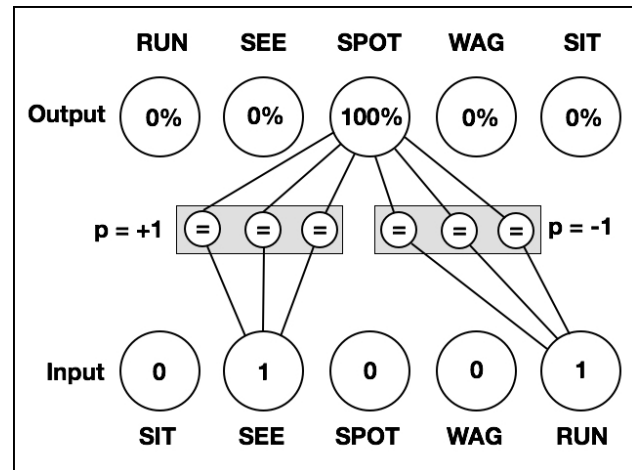 RUN SEE SPOT WAG SIT
Output 0% 0% 100% 0% 0%
p = +1 = = = = = = p = -1
Input 0 1 0 0 1
SIT SEE SPOT WAG RUN